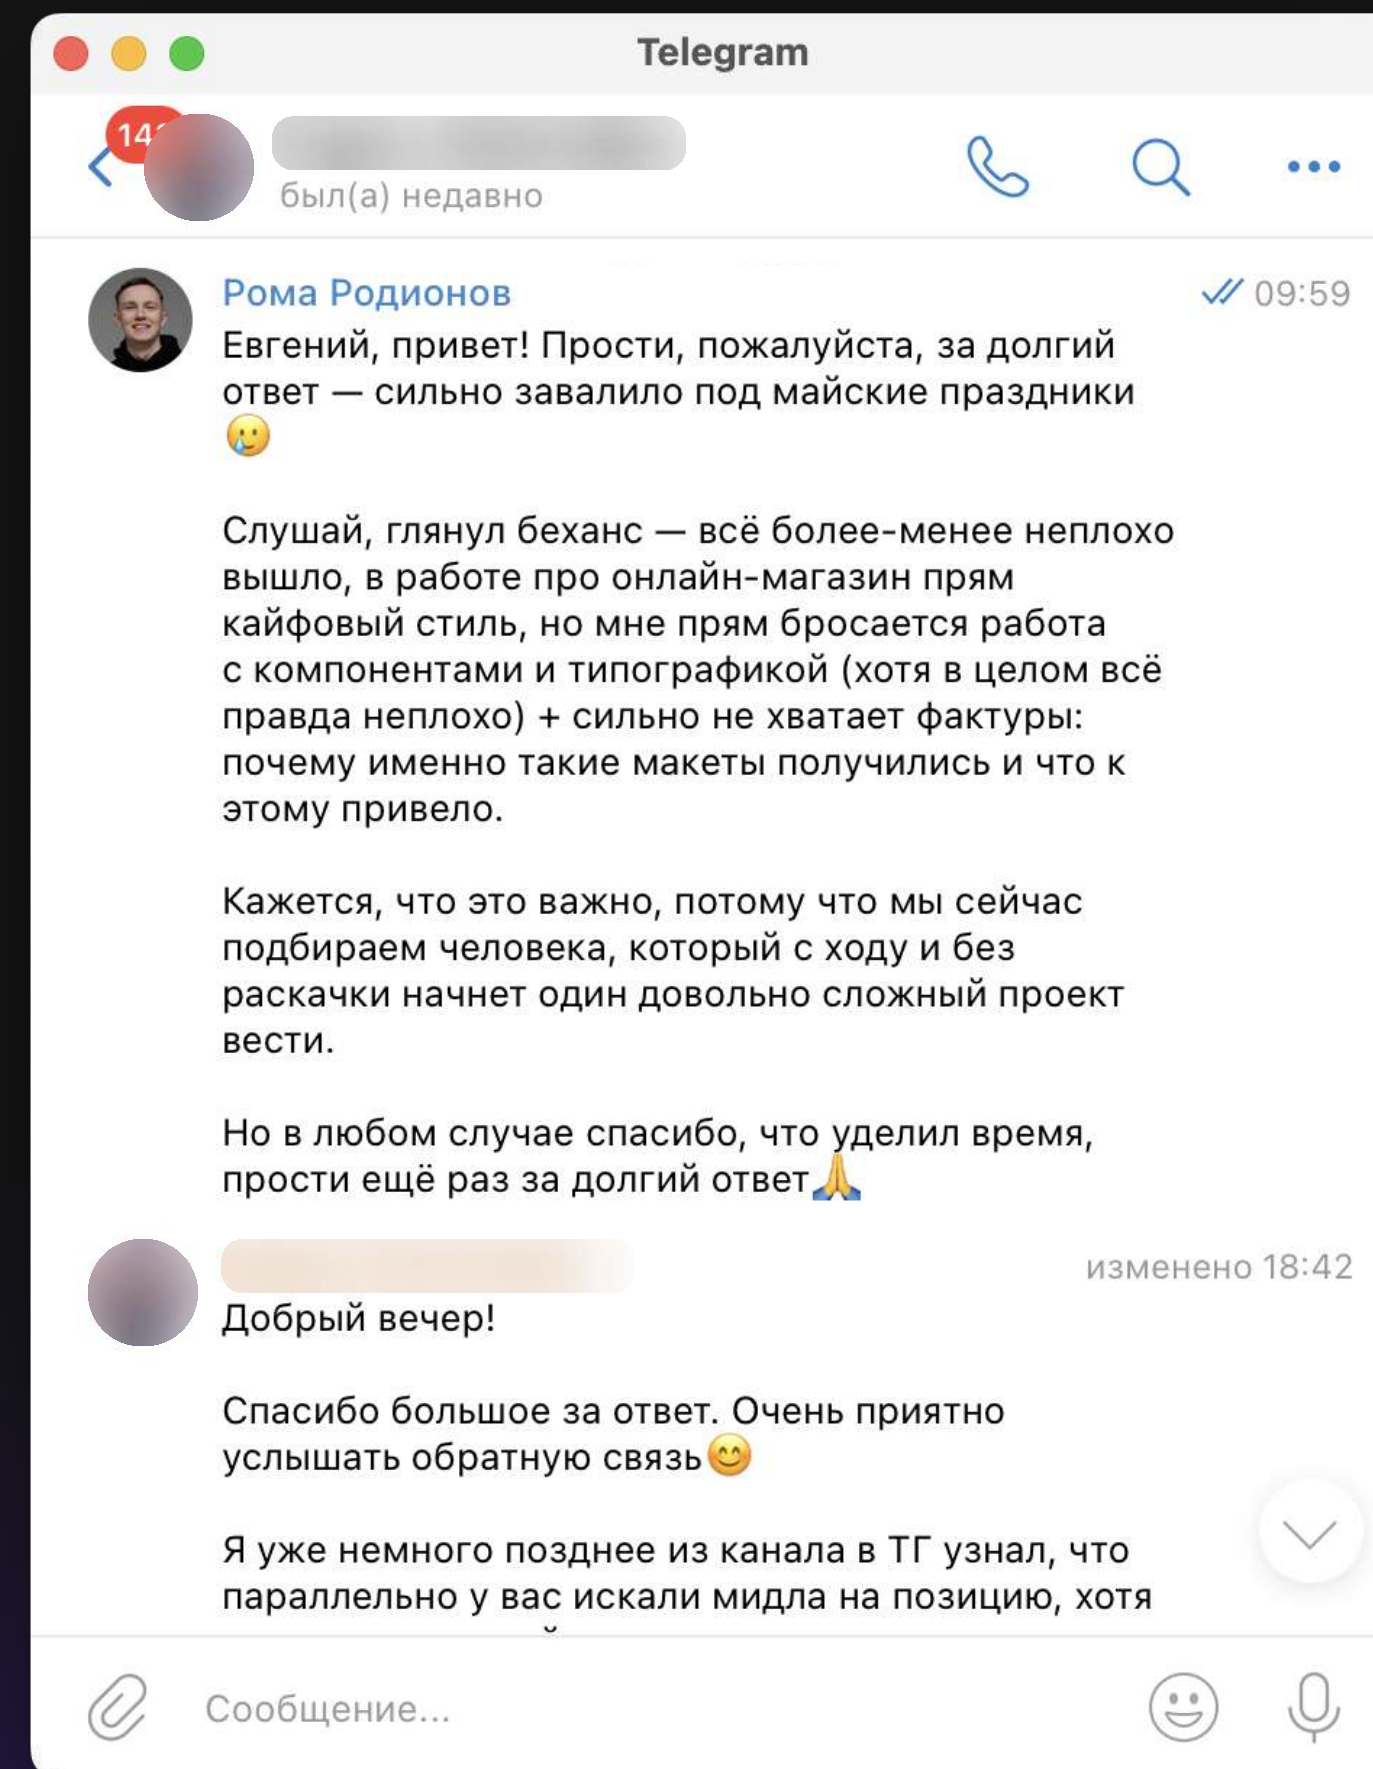 Telegram
был(а) недавно
Рома Родионов
09:59
Евгений, привет! Прости, пожалуйста, за долгий
ответ — сильно завалило под майские праздники
🥲
Слушай, глянул беханс — всё более-менее неплохо
вышло, в работе про онлайн-магазин прям
кайфовый стиль, но мне прям бросается работа
с компонентами и типографикой (хотя в целом всё
правда неплохо) + сильно не хватает фактуры:
почему именно такие макеты получились и что к
этому привело.
Кажется, что это важно, потому что мы сейчас
подбираем человека, который с ходу и без
раскачки начнет один довольно сложный проект
вести.
Но в любом случае спасибо, что уделил время,
прости ещё раз за долгий ответ🙏
изменено 18:42
Добрый вечер!
Спасибо большое за ответ. Очень приятно
услышать обратную связь😊
Я уже немного позднее из канала в ТГ узнал, что
параллельно у вас искали мидла на позицию, хотя
Сообщение...